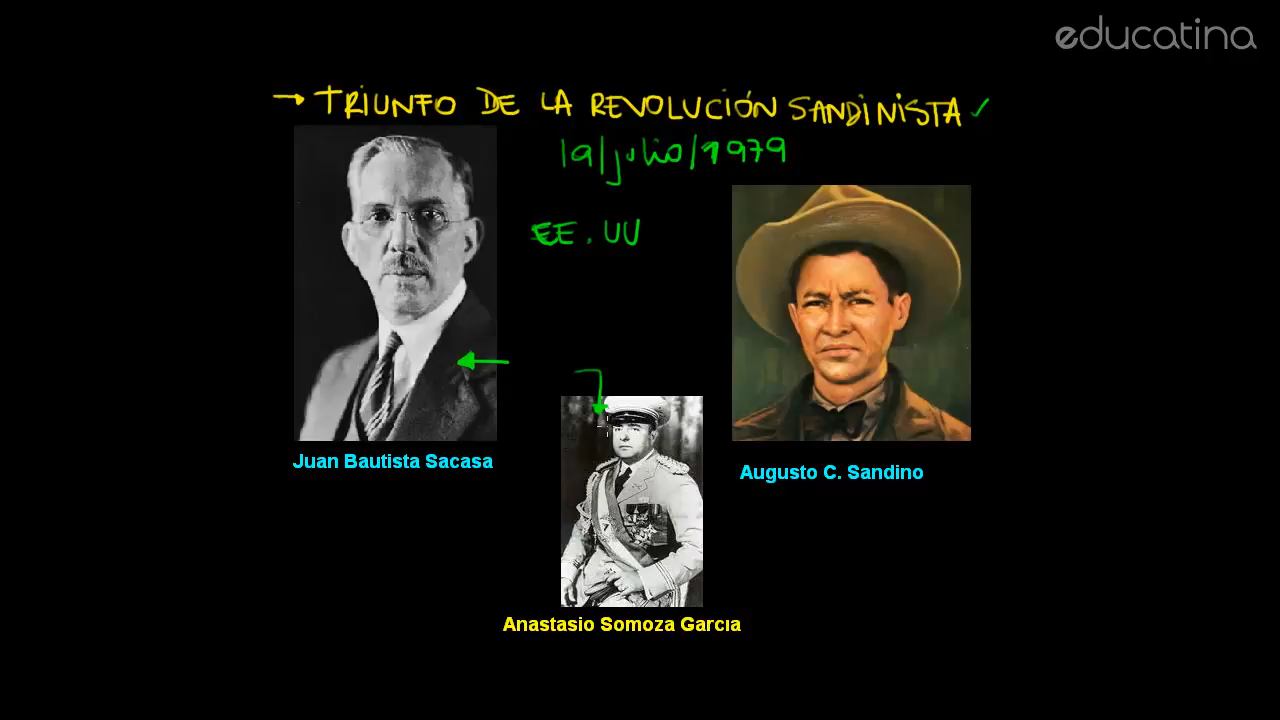 educatina
→ TRIUNFO DE LA REVOLUCIÓN SANDINISTA ✓
19/julio/1979
EE.UU
Juan Bautista Sacasa
Augusto C. Sandino
Anastasio Somoza García